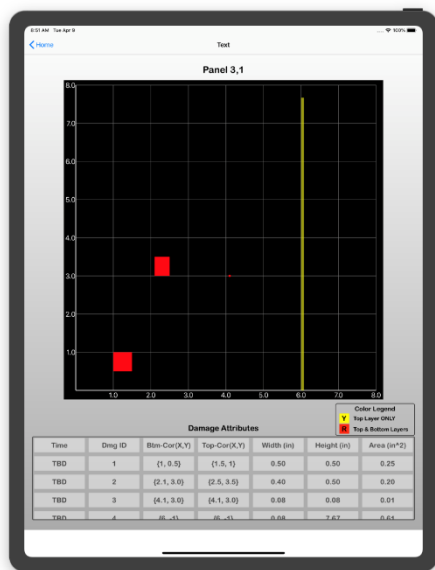 8:51 AM Tue Apr 9
100%
Home
Text
Panel 3,1
8.0
7.0
6.0
5.0
4.0
3.0
2.0
1.0
1.0 2.0 3.0 4.0 5.0 6.0 7.0 8.0
Color Legend
Y Top Layer ONLY
R Top & Bottom Layers
Damage Attributes
Time Dmg ID Btm-Cor(X,Y) Top-Cor(X,Y) Width (in) Height (in) Area (in^2)
TBD 1 {1, 0.5} {1.5, 1} 0.50 0.50 0.25
TBD 2 {2.1, 3.0} {2.5, 3.5} 0.40 0.50 0.20
TBD 3 {4.1, 3.0} {4.1, 3.0} 0.08 0.08 0.01
TBD 4 {6, -1} {6, -1} 0.08 7.67 0.61